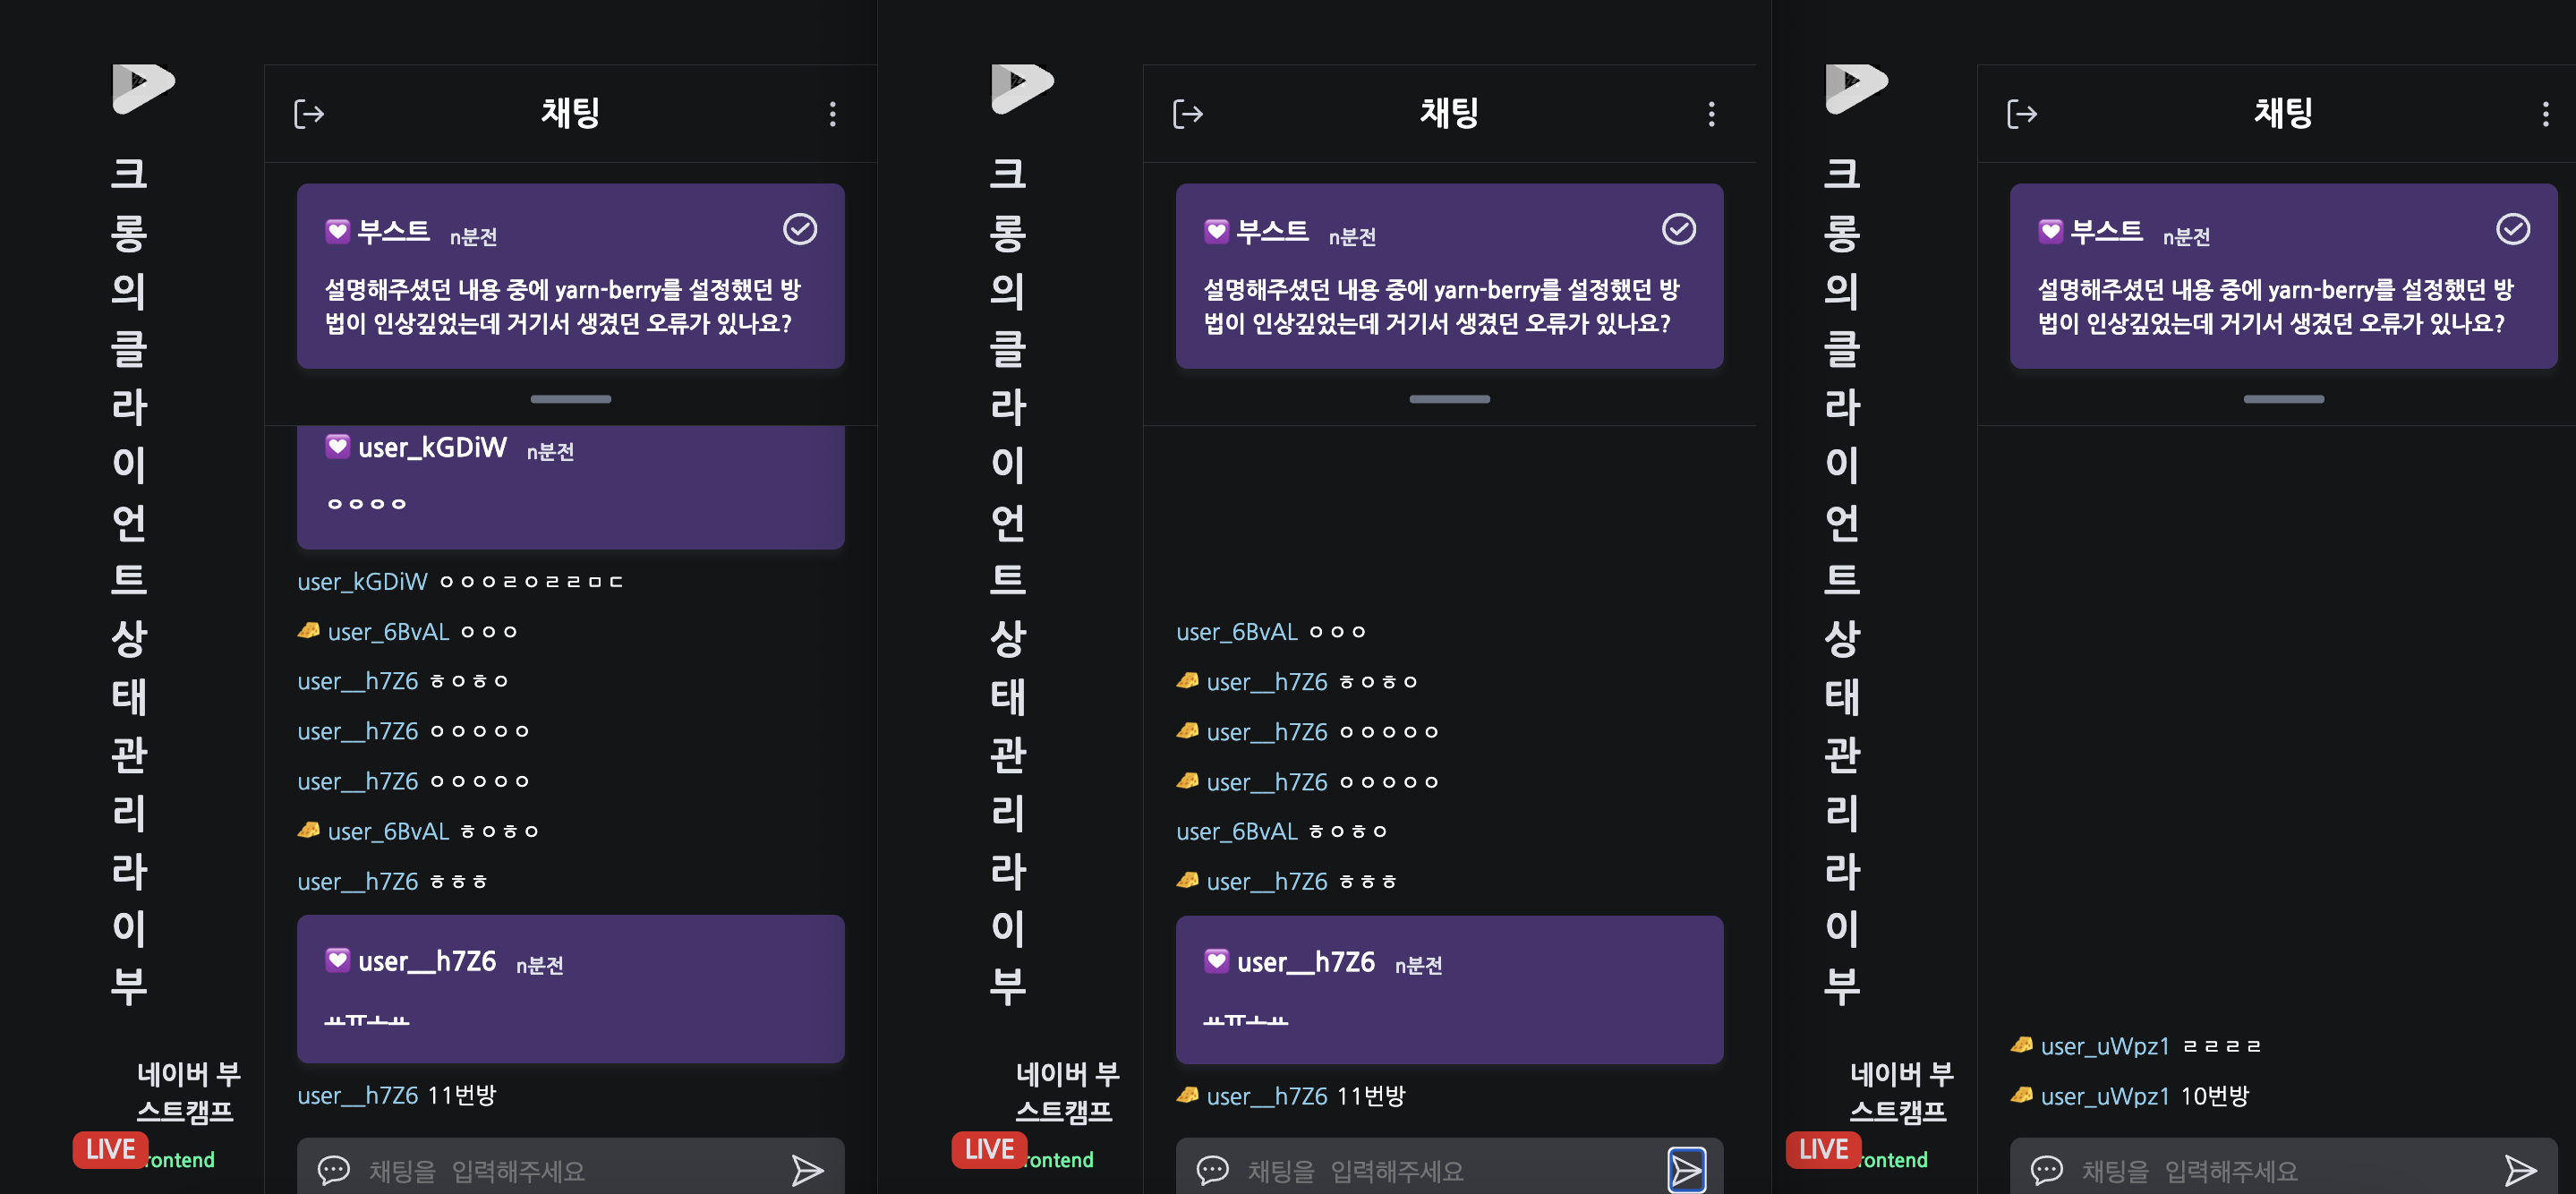 크
롱
의
클
라
이
언
트
상
태
관
리
라
이
부
네이버 부
스트캠프
LIVE
rontend
채팅
부스트 n분전
설명해주셨던 내용 중에 yarn-berry를 설정했던 방
법이 인상깊었는데 거기서 생겼던 오류가 있나요?
user_kGDiW n분전
ㅇㅇㅇㅇ
user_kGDiW ㅇㅇㅇㄹㅇㄹㄹㅁㄷ
user_6BvAL ㅇㅇㅇ
user__h7Z6 ㅎㅇㅎㅇ
user__h7Z6 ㅇㅇㅇㅇㅇ
user__h7Z6 ㅇㅇㅇㅇㅇ
user_6BvAL ㅎㅇㅎㅇ
user__h7Z6 ㅎㅎㅎ
user__h7Z6 n분전
ㅛㅠㅗㅛ
user__h7Z6 11번방
채팅을 입력해주세요
크
롱
의
클
라
이
언
트
상
태
관
리
라
이
부
네이버 부
스트캠프
LIVE
rontend
채팅
부스트 n분전
설명해주셨던 내용 중에 yarn-berry를 설정했던 방
법이 인상깊었는데 거기서 생겼던 오류가 있나요?
user_6BvAL ㅇㅇㅇ
user__h7Z6 ㅎㅇㅎㅇ
user__h7Z6 ㅇㅇㅇㅇㅇ
user__h7Z6 ㅇㅇㅇㅇㅇ
user_6BvAL ㅎㅇㅎㅇ
user__h7Z6 ㅎㅎㅎ
user__h7Z6 n분전
ㅛㅠㅗㅛ
user__h7Z6 11번방
채팅을 입력해주세요
크
롱
의
클
라
이
언
트
상
태
관
리
라
이
부
네이버 부
스트캠프
LIVE
rontend
채팅
부스트 n분전
설명해주셨던 내용 중에 yarn-berry를 설정했던 방
법이 인상깊었는데 거기서 생겼던 오류가 있나요?
user_uWpz1 ㄹㄹㄹㄹ
user_uWpz1 10번방
채팅을 입력해주세요